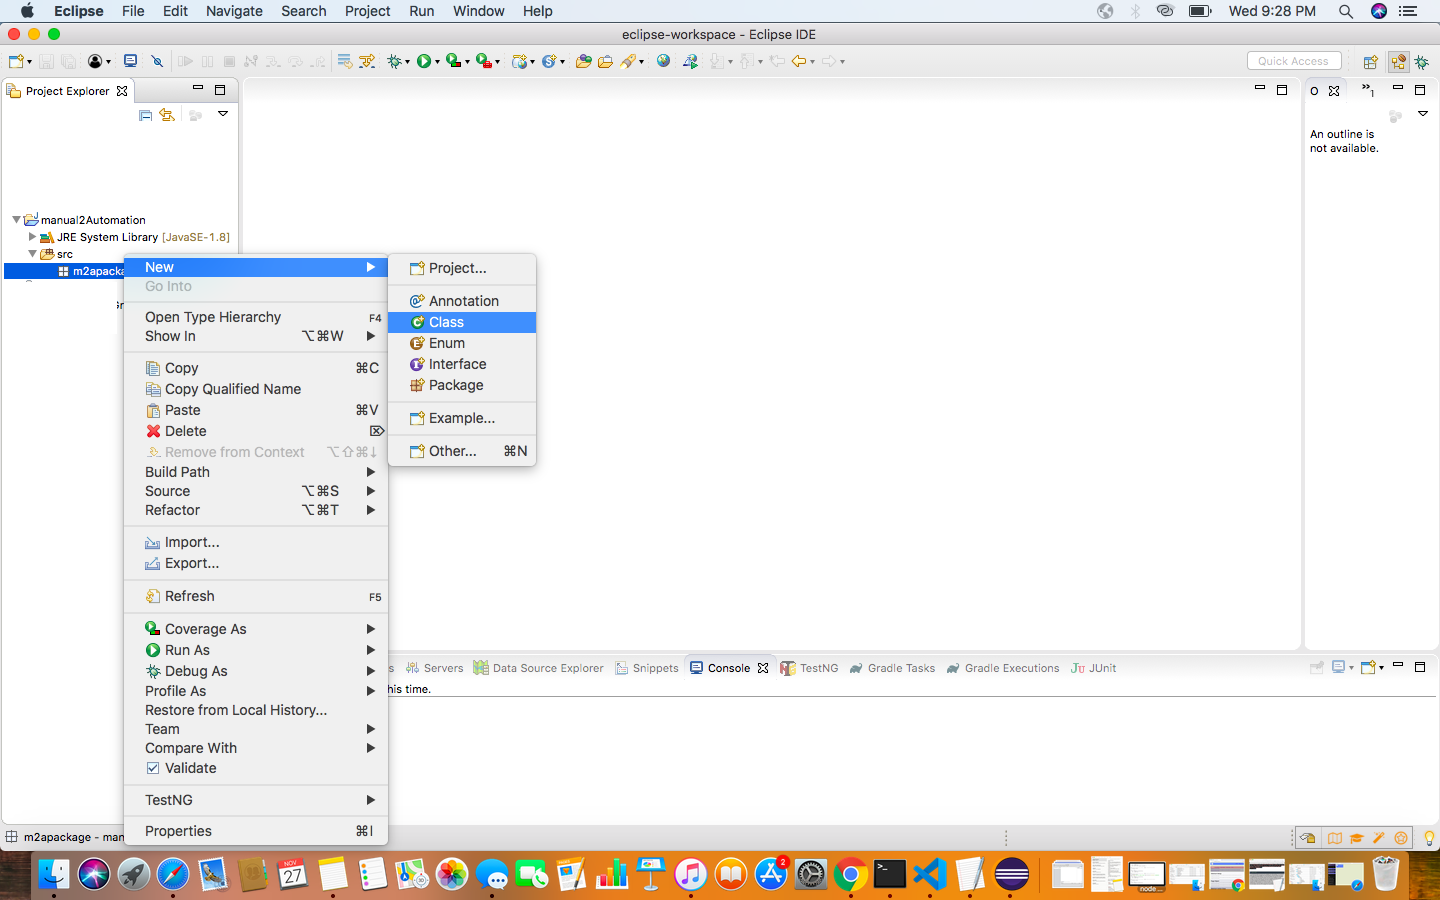 Eclipse File Edit Navigate Search Project Run Window Help Wed 9:28 PM
eclipse-workspace - Eclipse IDE
Quick Access
Project Explorer
O »1
An outline is
not available.
manual2Automation
JRE System Library [JavaSE-1.8]
src
m2apacka
New
Go Into
Open Type Hierarchy F4
Show In ⌥⌘W
Copy ⌘C
Copy Qualified Name
Paste ⌘V
Delete ⌦
Remove from Context ⌥⇧⌘↓
Build Path
Source ⌥⌘S
Refactor ⌥⌘T
Import...
Export...
Refresh F5
Coverage As
Run As
Debug As
Profile As
Restore from Local History...
Team
Compare With
Validate
TestNG
Properties ⌘I
Project...
Annotation
Class
Enum
Interface
Package
Example...
Other... ⌘N
s Servers Data Source Explorer Snippets Console TestNG Gradle Tasks Gradle Executions Ju JUnit
his time.
m2apackage - man
NOV
27
2
node